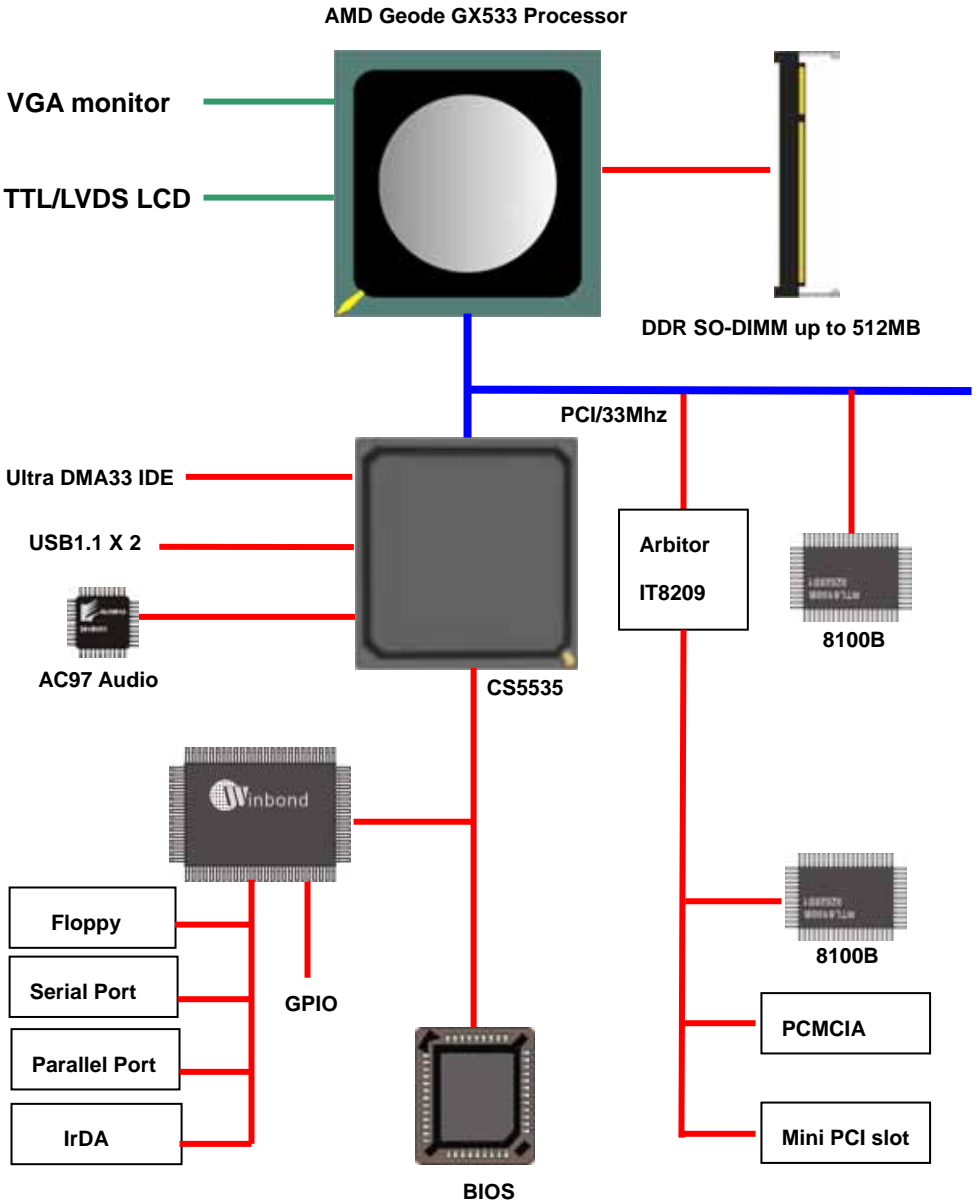 AMD Geode GX533 Processor
VGA monitor
TTL/LVDS LCD
DDR SO-DIMM up to 512MB
PCI/33Mhz
Ultra DMA33 IDE
USB1.1 X 2
Arbitor
IT8209
8100B
AC97 Audio
CS5535
Winbond
Floppy
Serial Port
Parallel Port
IrDA
GPIO
8100B
PCMCIA
Mini PCI slot
BIOS